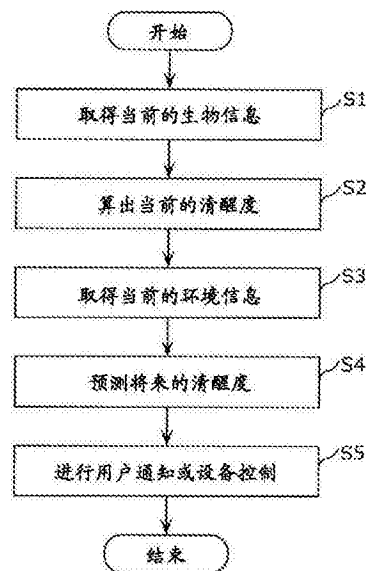 开始
取得当前的生物信息
S1
算出当前的清醒度
S2
取得当前的环境信息
S3
预测将来的清醒度
S4
进行用户通知或设备控制
S5
结束